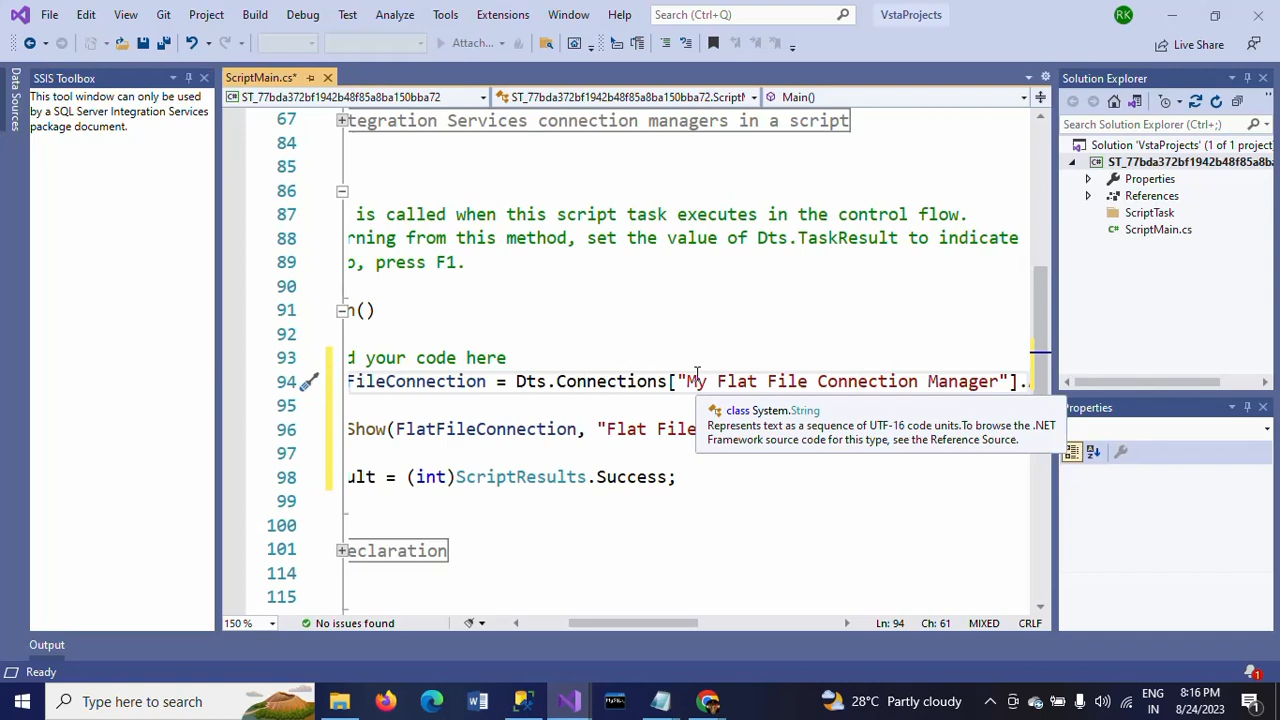 File Edit View Git Project Build Debug Test Analyze Tools Extensions Window Help Search (Ctrl+Q) VstaProjects RK
Attach... Live Share
Data Sources
SSIS Toolbox
This tool window can only be used
by a SQL Server Integration Services
package document.
ScriptMain.cs*
ST_77bda372bf1942b48f85a8ba150bba72 ST_77bda372bf1942b48f85a8ba150bba72.ScriptM Main()
67 tegration Services connection managers in a script
84
85
86
87 is called when this script task executes in the control flow.
88 rning from this method, set the value of Dts.TaskResult to indicate
89 p, press F1.
90
91 n()
92
93 d your code here
94 FileConnection = Dts.Connections["My Flat File Connection Manager"].
95
96 Show(FlatFileConnection, "Flat File
97
98 ult = (int)ScriptResults.Success;
99
100
101 eclaration
114
115
class System.String
Represents text as a sequence of UTF-16 code units.To browse the .NET
Framework source code for this type, see the Reference Source.
150 % No issues found Ln: 94 Ch: 61 MIXED CRLF
Solution Explorer
Search Solution Explorer (Ctrl+;)
Solution 'VstaProjects' (1 of 1 project
ST_77bda372bf1942b48f85a8b
Properties
References
ScriptTask
ScriptMain.cs
Properties
Output
Ready 1
Type here to search 28°C Partly cloudy ENG 8:16 PM
IN 8/24/2023 1